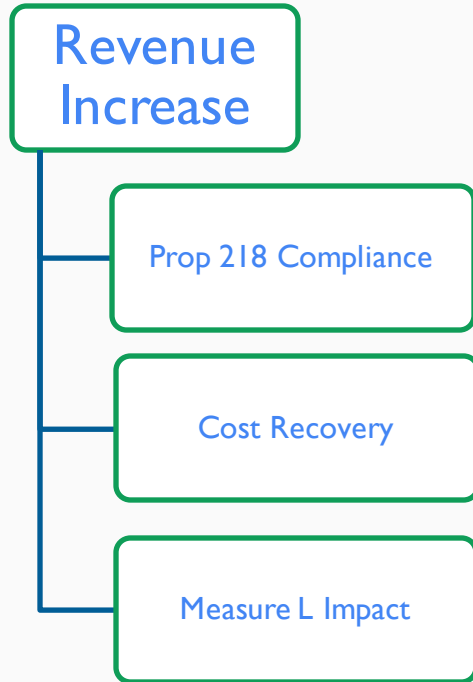 Revenue
Increase
Prop 218 Compliance
Cost Recovery
Measure L Impact